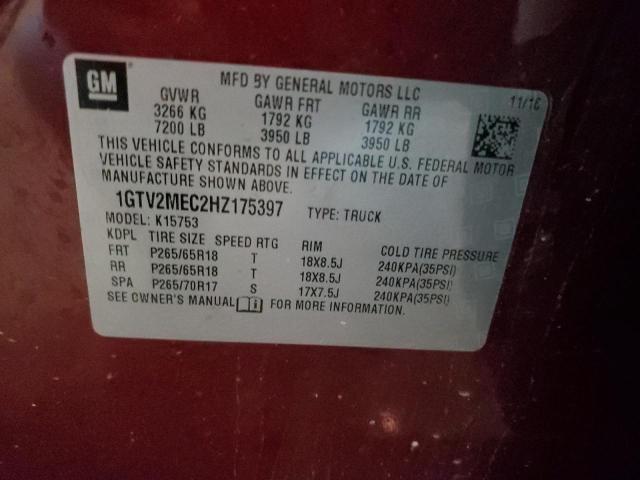 GM
MFD BY GENERAL MOTORS LLC
11/16
GVWR GAWR FRT GAWR RR
3266 KG 1792 KG 1792 KG
7200 LB 3950 LB 3950 LB
THIS VEHICLE CONFORMS TO ALL APPLICABLE U.S. FEDERAL MOTOR
VEHICLE SAFETY STANDARDS IN EFFECT ON THE DATE OF
MANUFACTURE SHOWN ABOVE.
1GTV2MEC2HZ175397 TYPE: TRUCK
MODEL: K15753
KDPL TIRE SIZE SPEED RTG RIM COLD TIRE PRESSURE
FRT P265/65R18 T 18X8.5J 240KPA(35PSI)
RR P265/65R18 T 18X8.5J 240KPA(35PSI)
SPA P265/70R17 S 17X7.5J 240KPA(35PSI)
SEE OWNER'S MANUAL FOR MORE INFORMATION.